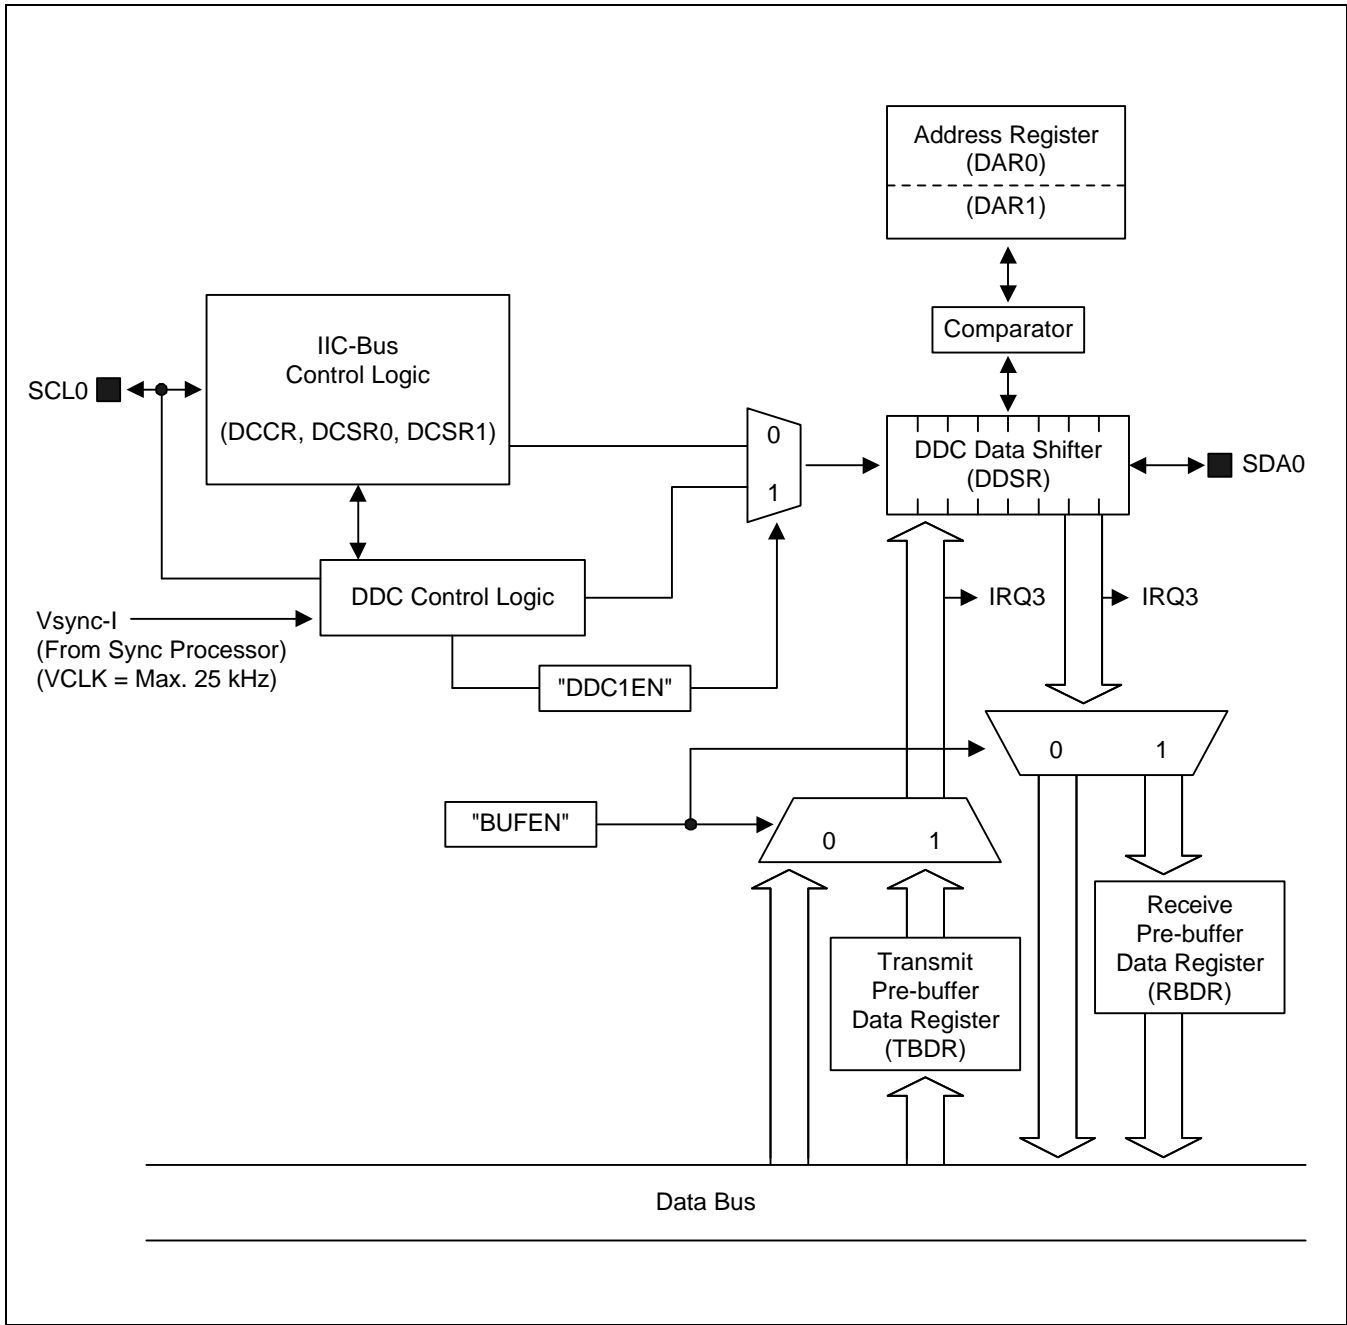 Address Register
(DAR0)
(DAR1)
Comparator
IIC-Bus
Control Logic
(DCCR, DCSR0, DCSR1)
SCL0
0
1
DDC Data Shifter
(DDSR)
SDA0
DDC Control Logic
Vsync-I
(From Sync Processor)
(VCLK = Max. 25 kHz)
"DDC1EN"
IRQ3
IRQ3
0 1
"BUFEN"
0 1
Transmit
Pre-buffer
Data Register
(TBDR)
Receive
Pre-buffer
Data Register
(RBDR)
Data Bus